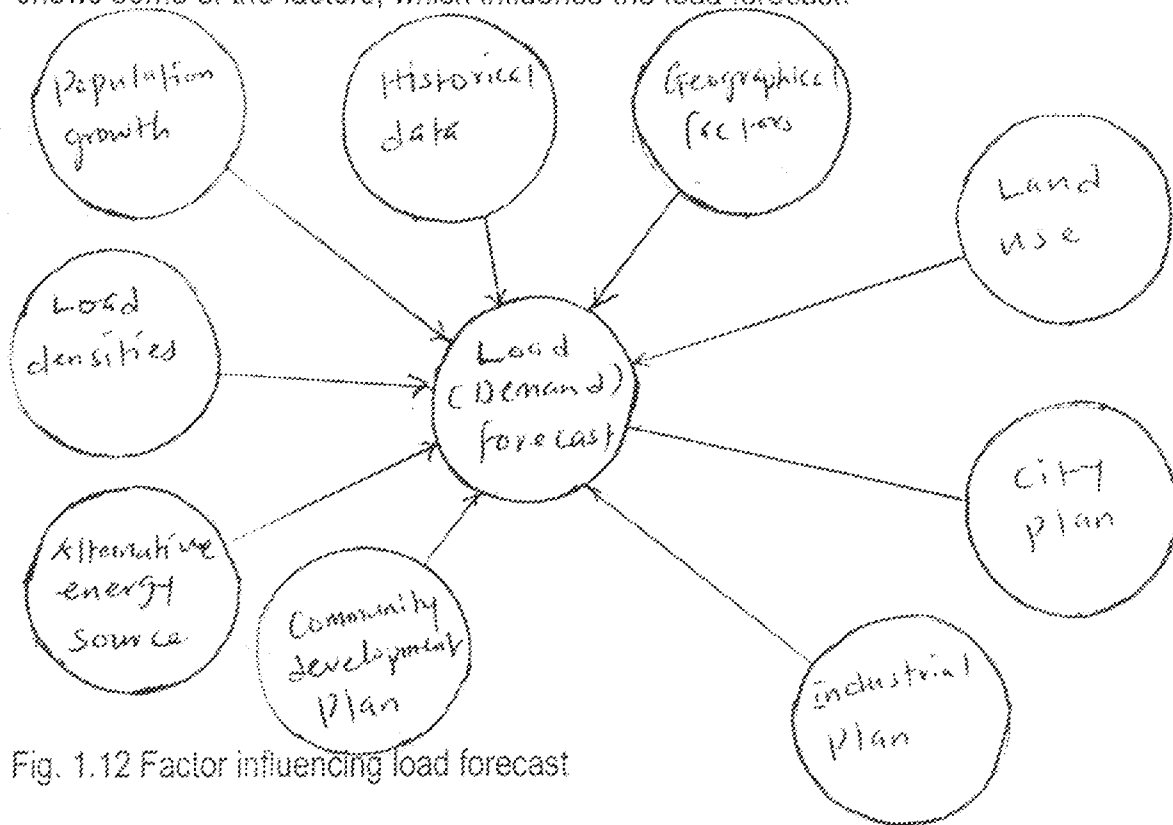 shows some of the factors, which influence the load forecast
Population
growth
Historical
data
Geographical
factors
Land
use
Load
densities
Load
(Demand)
forecast
City
plan
Alternative
energy
source
Community
development
plan
Industrial
plan
Fig. 1.12 Factor influencing load forecast